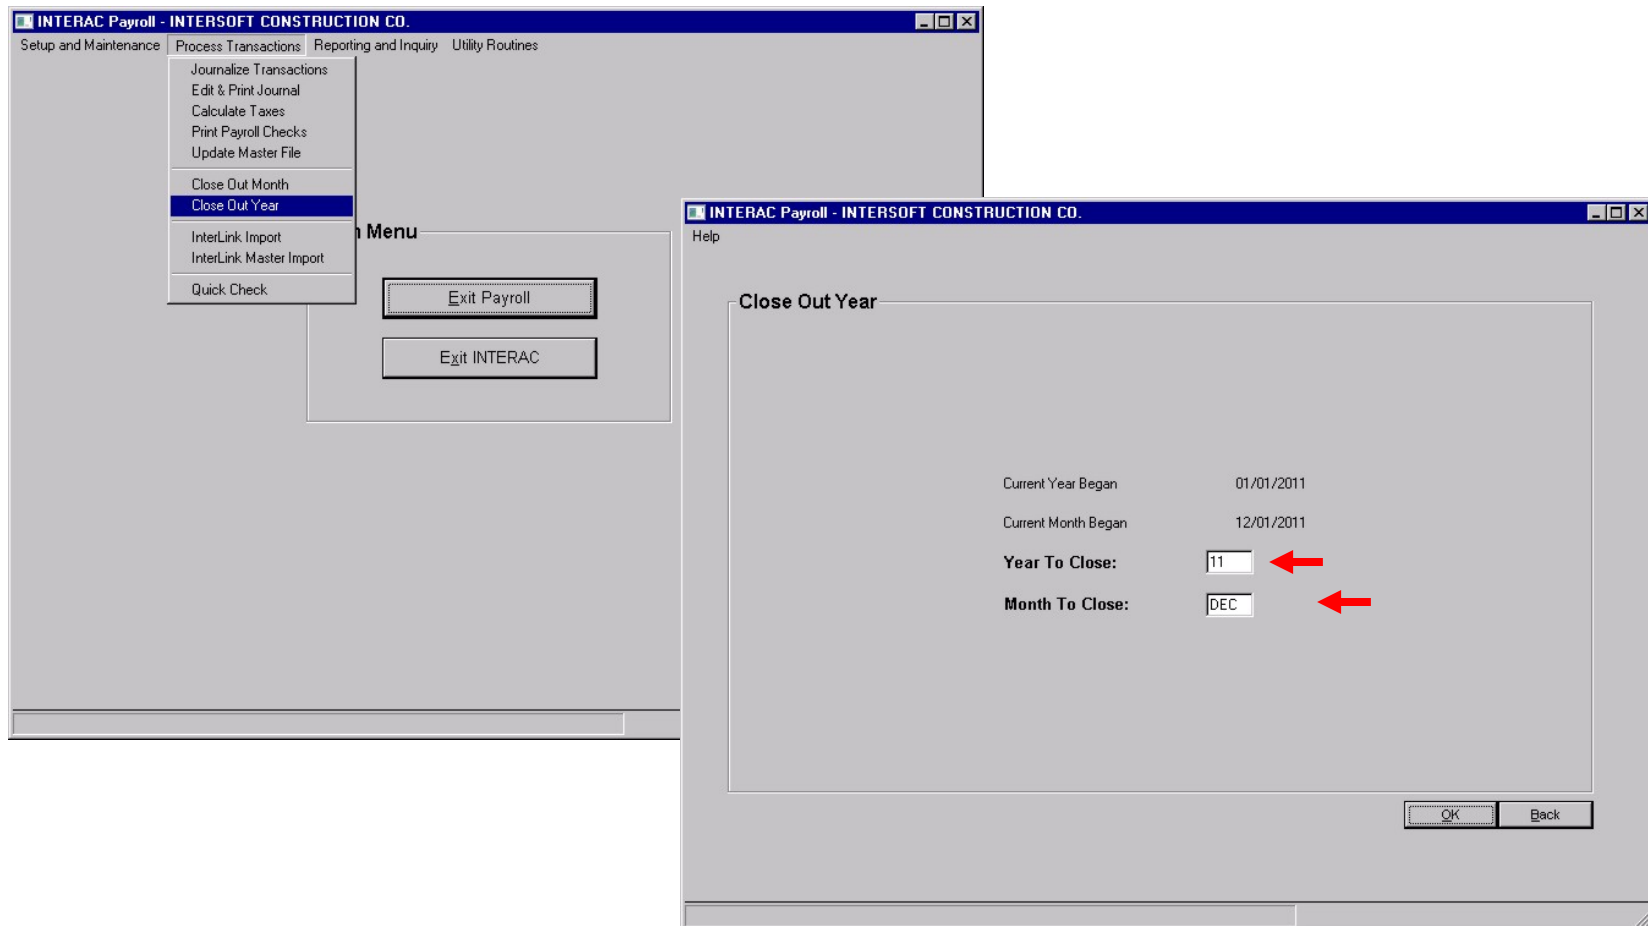 INTERAC Payroll - INTERSOFT CONSTRUCTION CO.
Setup and Maintenance Process Transactions Reporting and Inquiry Utility Routines
Journalize Transactions
Edit & Print Journal
Calculate Taxes
Print Payroll Checks
Update Master File
Close Out Month
Close Out Year
InterLink Import
InterLink Master Import
Quick Check
Menu
Exit Payroll
Exit INTERAC
INTERAC Payroll - INTERSOFT CONSTRUCTION CO.
Help
Close Out Year
Current Year Began 01/01/2011
Current Month Began 12/01/2011
Year To Close: 11
Month To Close: DEC
OK Back